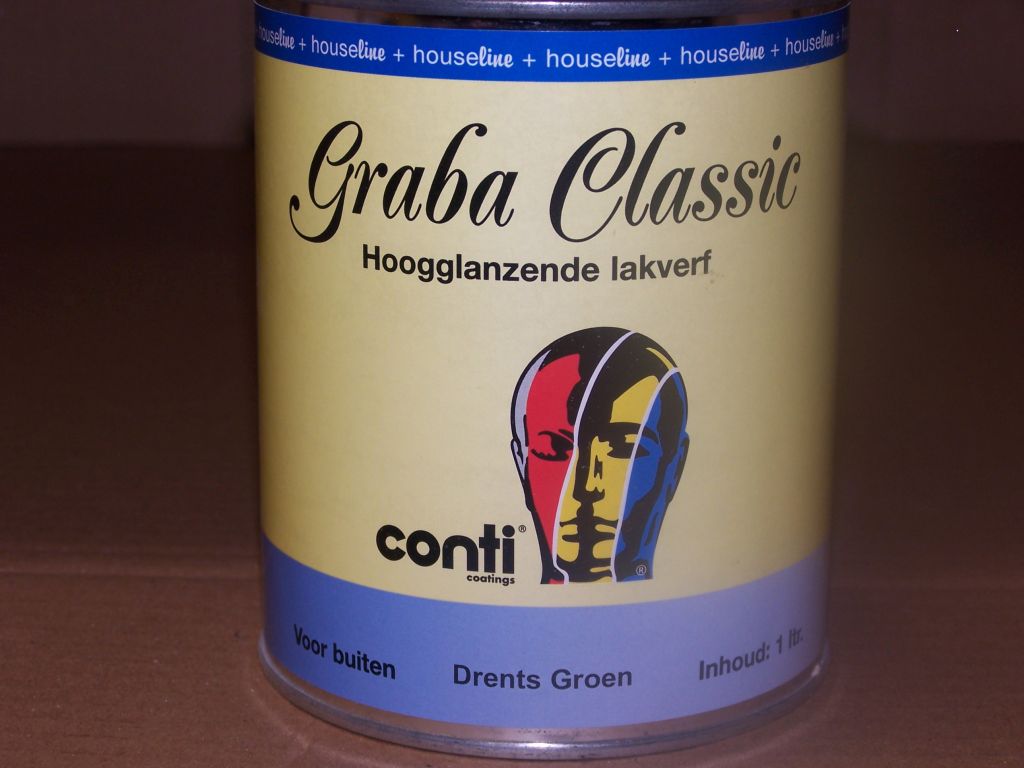 houseline + houseline + houseline + houseline + houseline + houseline
Graba Classic
Hoogglanzende lakverf
conti®
coatings
®
Voor buiten Drents Groen Inhoud: 1 ltr.